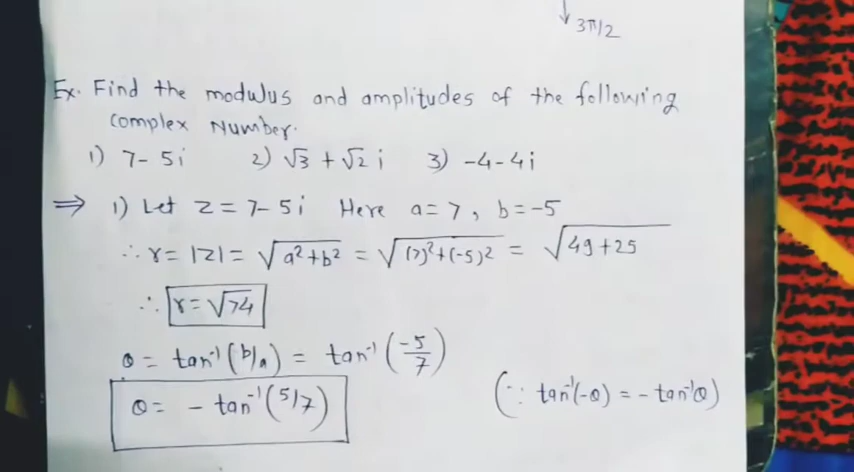 3π/2
Ex. Find the modulus and amplitudes of the following
complex Number.
1) 7-5i 2) √3 + √2 i 3) -4-4i
⇒ 1) Let z = 7-5i Here a=7, b=-5
∴ r = |z| = √(a²+b²) = √((7)²+(-5)²) = √(49+25)
∴ r = √74
θ = tan⁻¹(b/a) = tan⁻¹(-5/7)
θ = - tan⁻¹(5/7) (∵ tan⁻¹(-θ) = - tan⁻¹θ)